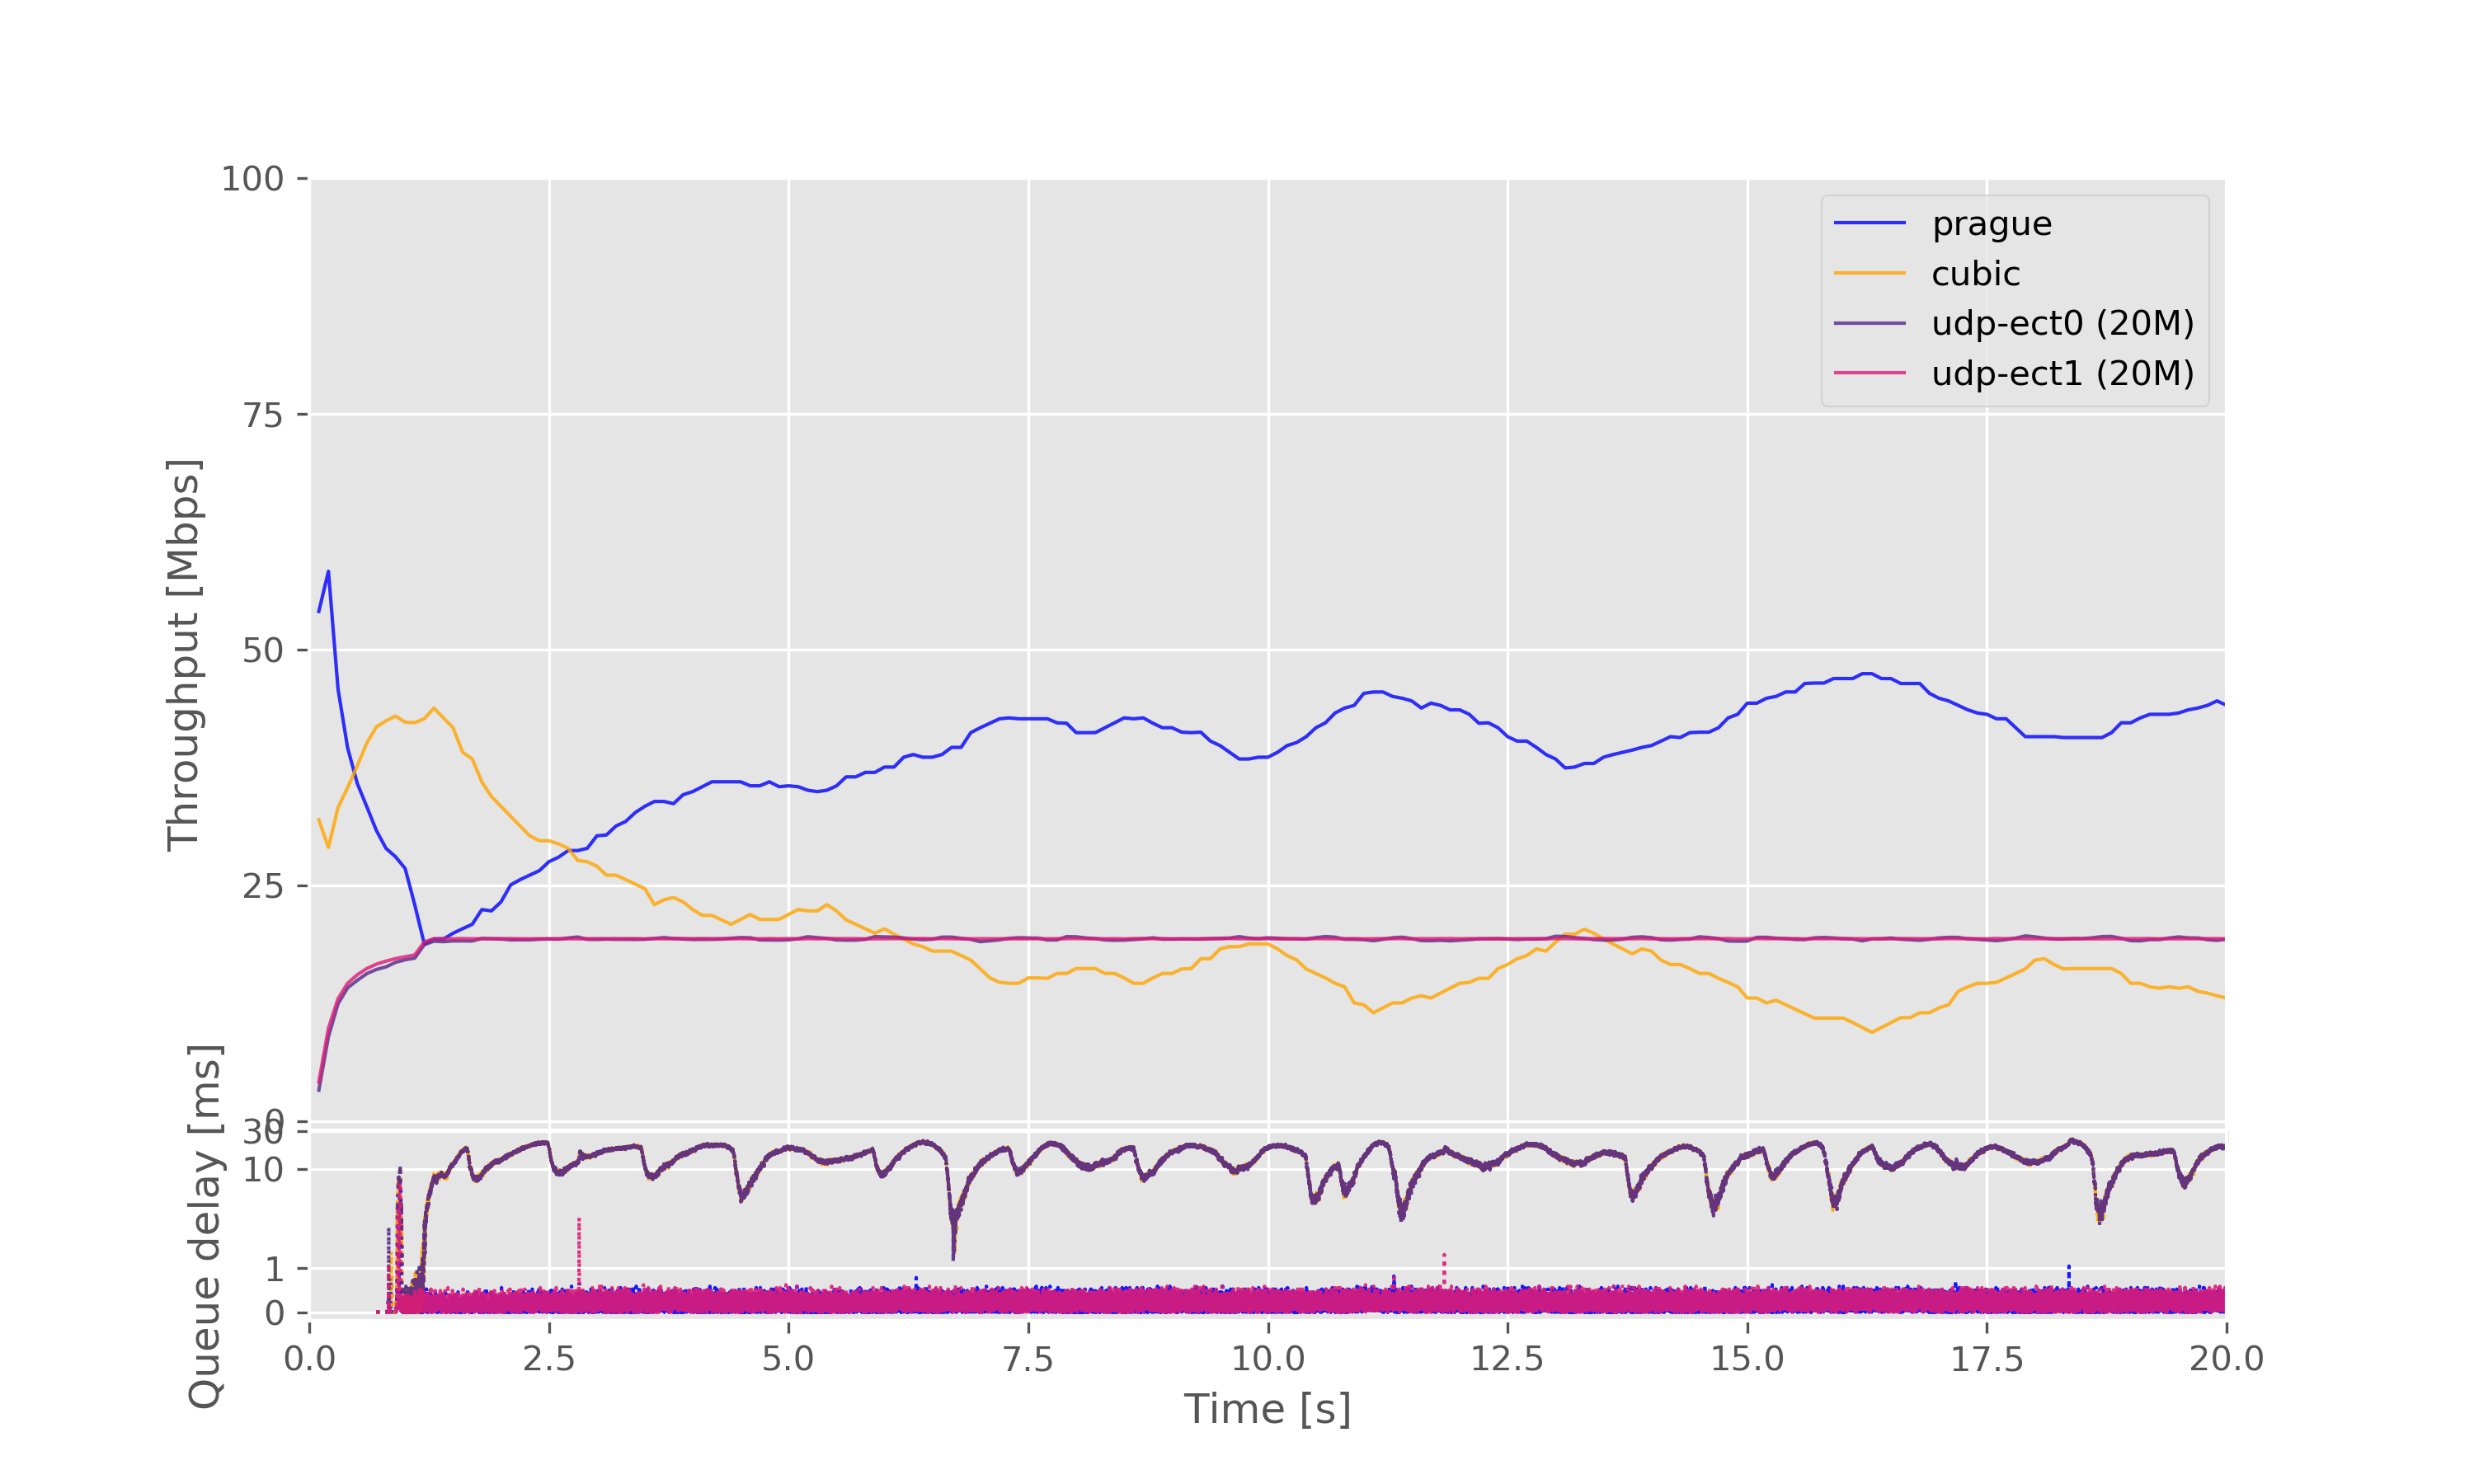 100
75
50
25
0
Throughput [Mbps]
prague
cubic
udp-ect0 (20M)
udp-ect1 (20M)
30
10
1
0
Queue delay [ms]
0.0 2.5 5.0 7.5 10.0 12.5 15.0 17.5 20.0
Time [s]